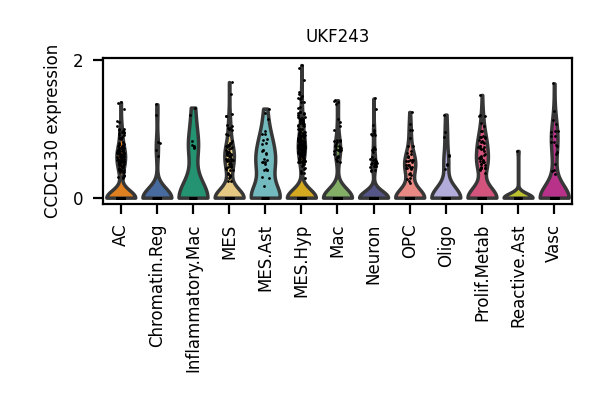 UKF243
CCDC130 expression
2
0
AC
Chromatin.Reg
Inflammatory.Mac
MES
MES.Ast
MES.Hyp
Mac
Neuron
OPC
Oligo
Prolif.Metab
Reactive.Ast
Vasc